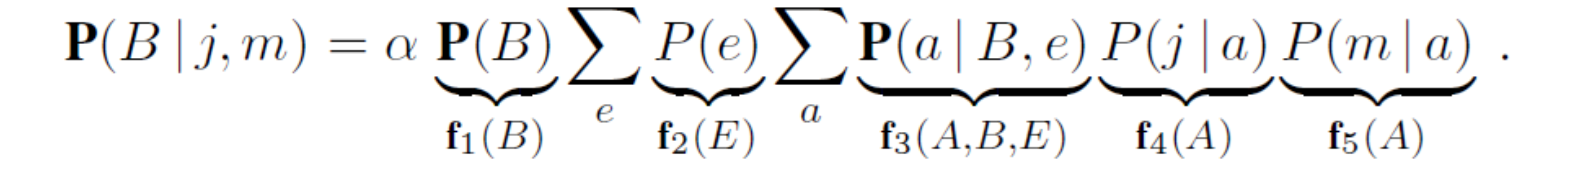 P(B | j, m) = α P(B) ∑ P(e) ∑ P(a | B, e) P(j | a) P(m | a) .
e a
f₁(B) f₂(E) f₃(A,B,E) f₄(A) f₅(A)